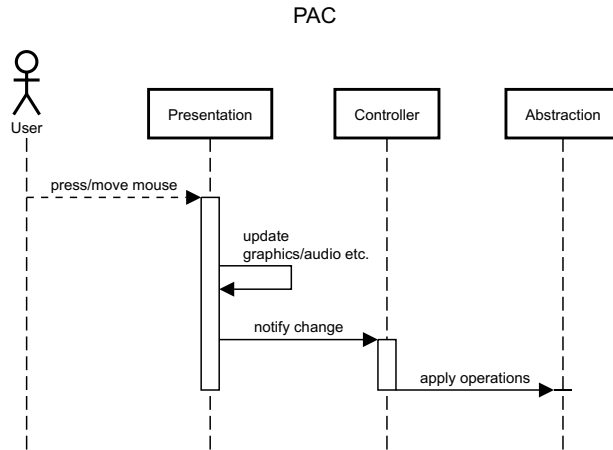 PAC
User
Presentation
Controller
Abstraction
press/move mouse
update
graphics/audio etc.
notify change
apply operations